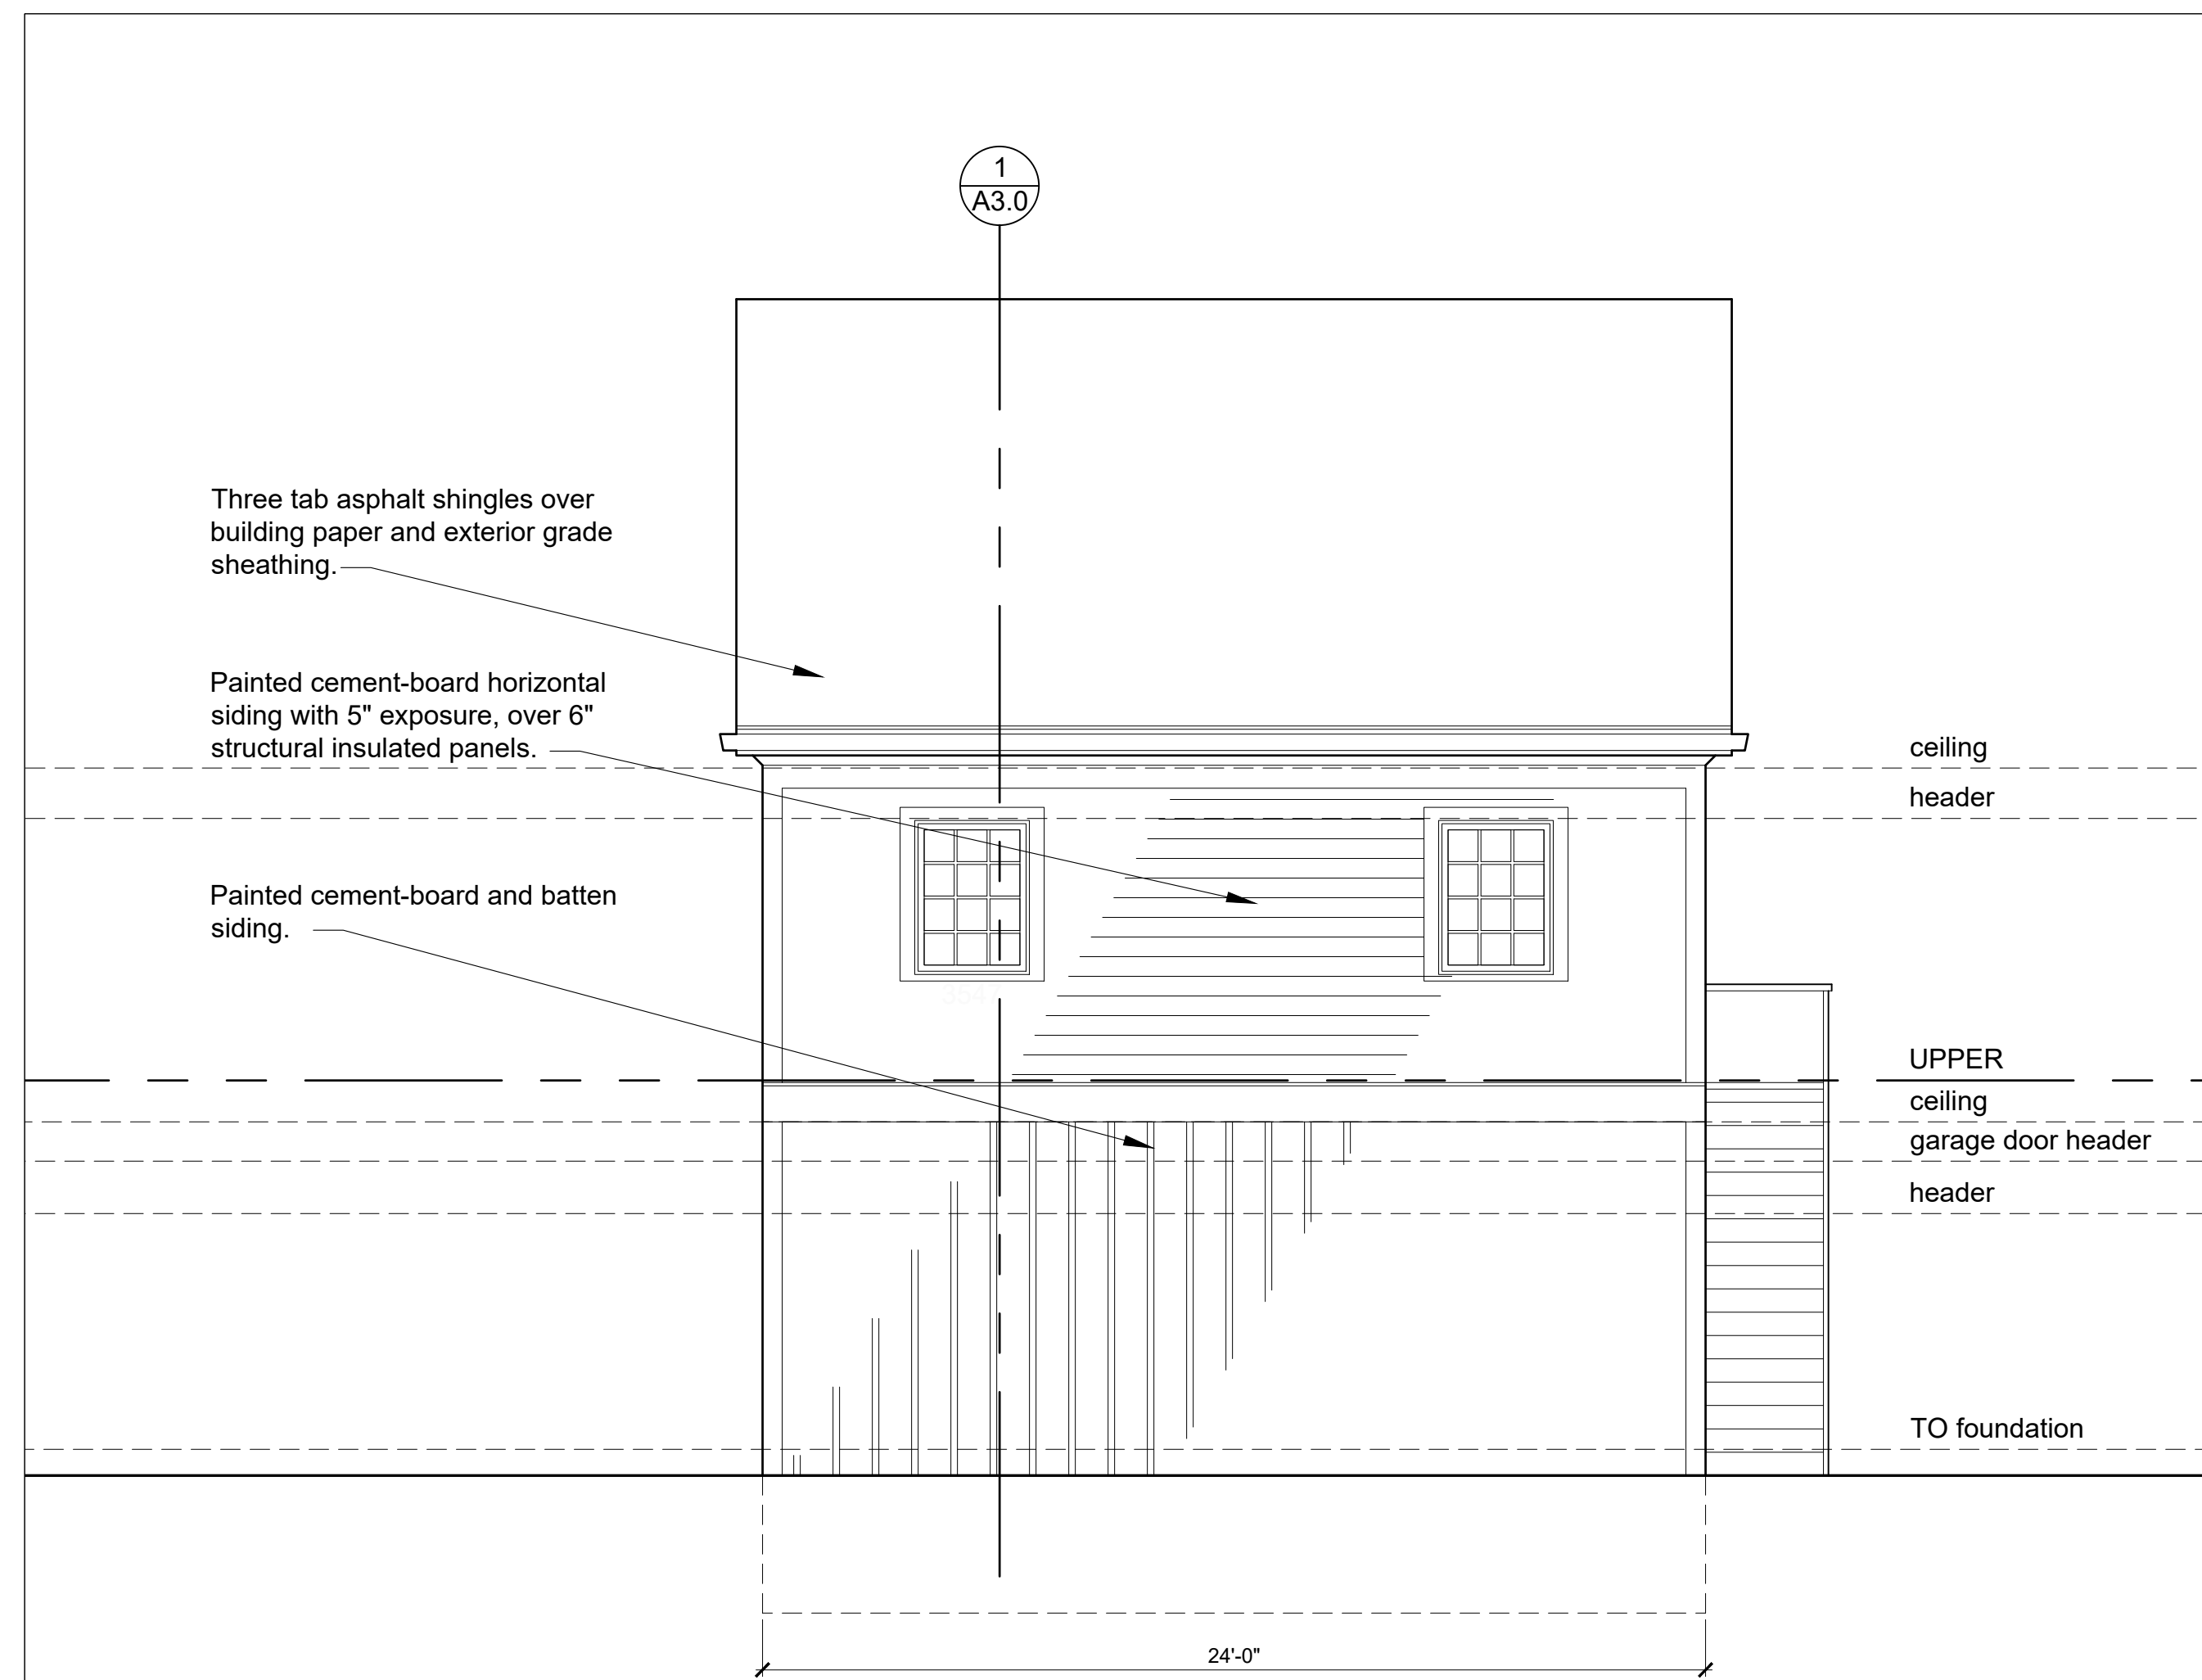 1
A3.0
Three tab asphalt shingles over
building paper and exterior grade
sheathing.
Painted cement-board horizontal
siding with 5" exposure, over 6"
structural insulated panels.
ceiling
header
Painted cement-board and batten
siding.
UPPER
ceiling
garage door header
header
TO foundation
24'-0"